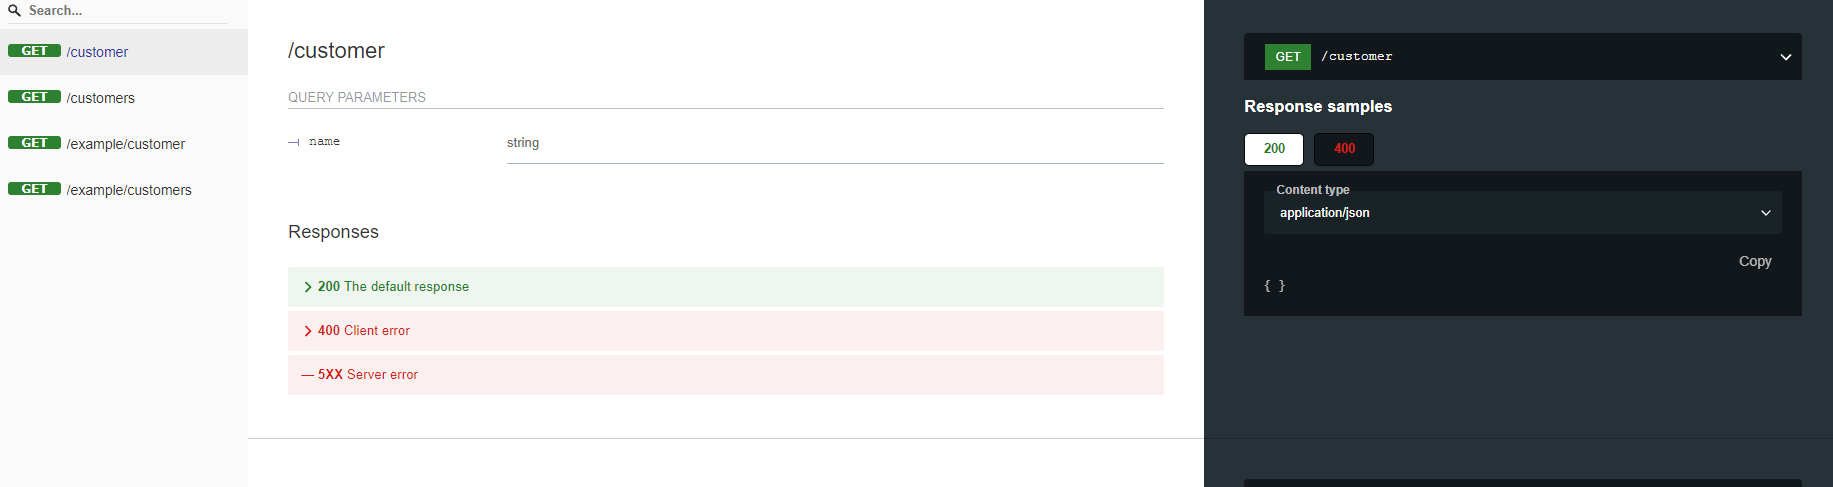 Search...
GET /customer
GET /customers
GET /example/customer
GET /example/customers
/customer
QUERY PARAMETERS
name string
Responses
200 The default response
400 Client error
5XX Server error
GET /customer
Response samples
200 400
Content type
application/json
Copy
{ }